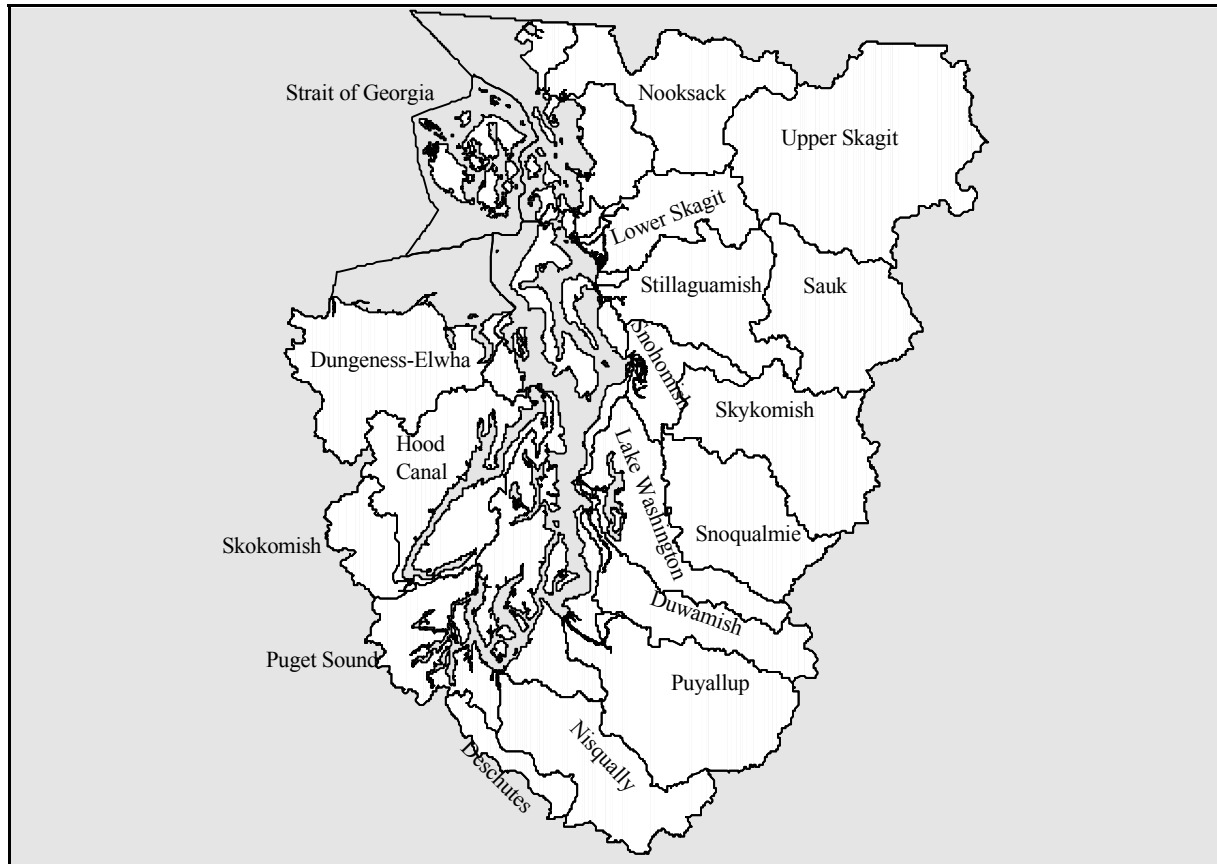 Strait of Georgia
Nooksack
Upper Skagit
Lower Skagit
Stillaguamish
Sauk
Snohomish
Dungeness-Elwha
Skykomish
Hood
Canal
Lake Washington
Skokomish
Snoqualmie
Duwamish
Puget Sound
Puyallup
Nisqually
Deschutes